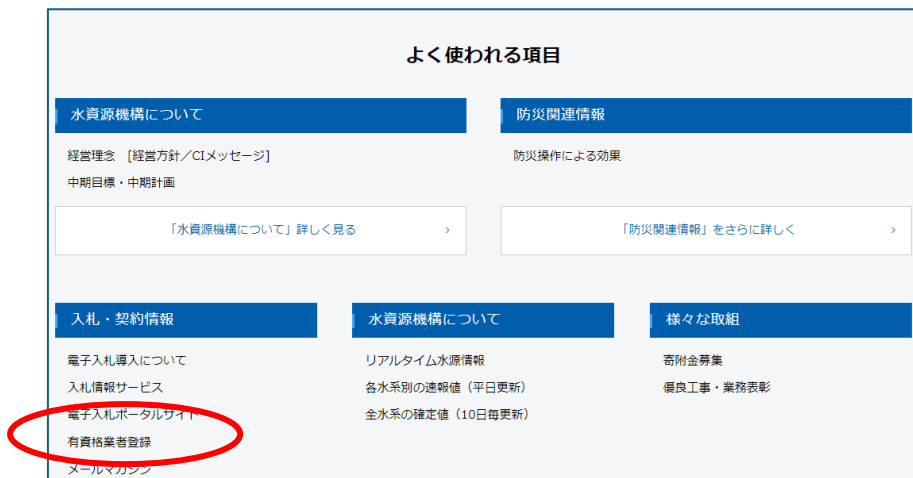 よく使われる項目
水資源機構について
経営理念 [経営方針／CIメッセージ]
中期目標・中期計画
「水資源機構について」詳しく見る
防災関連情報
防災操作による効果
「防災関連情報」をさらに詳しく
入札・契約情報
電子入札導入について
入札情報サービス
電子入札ポータルサイト
有資格業者登録
メールマガジン
水資源機構について
リアルタイム水源情報
各水系別の速報値（平日更新）
全水系の確定値（10日毎更新）
様々な取組
寄附金募集
優良工事・業務表彰